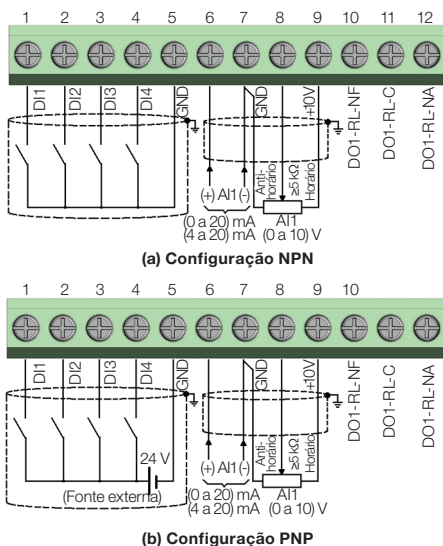 1 2 3 4 5 6 7 8 9 10 11 12
DI1
DI2
DI3
DI4
GND
GND
+10V
DO1-RL-NF
DO1-RL-C
DO1-RL-NA
(+) AI1 (-)
(0 a 20) mA
(4 a 20) mA
Anti-
horário
≥5 kΩ
Horário
AI1
(0 a 10) V
(a) Configuração NPN
1 2 3 4 5 6 7 8 9 10
DI1
DI2
DI3
DI4
GND
GND
+10V
DO1-RL-NF
DO1-RL-C
DO1-RL-NA
24 V
(Fonte externa)
(+) AI1 (-)
(0 a 20) mA
(4 a 20) mA
Anti-
horário
≥5 kΩ
Horário
AI1
(0 a 10) V
(b) Configuração PNP